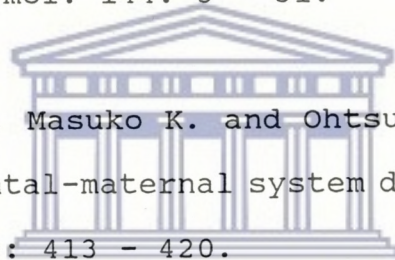 Masuko K. and Ohtsu
tal-maternal system d
: 413 - 420.